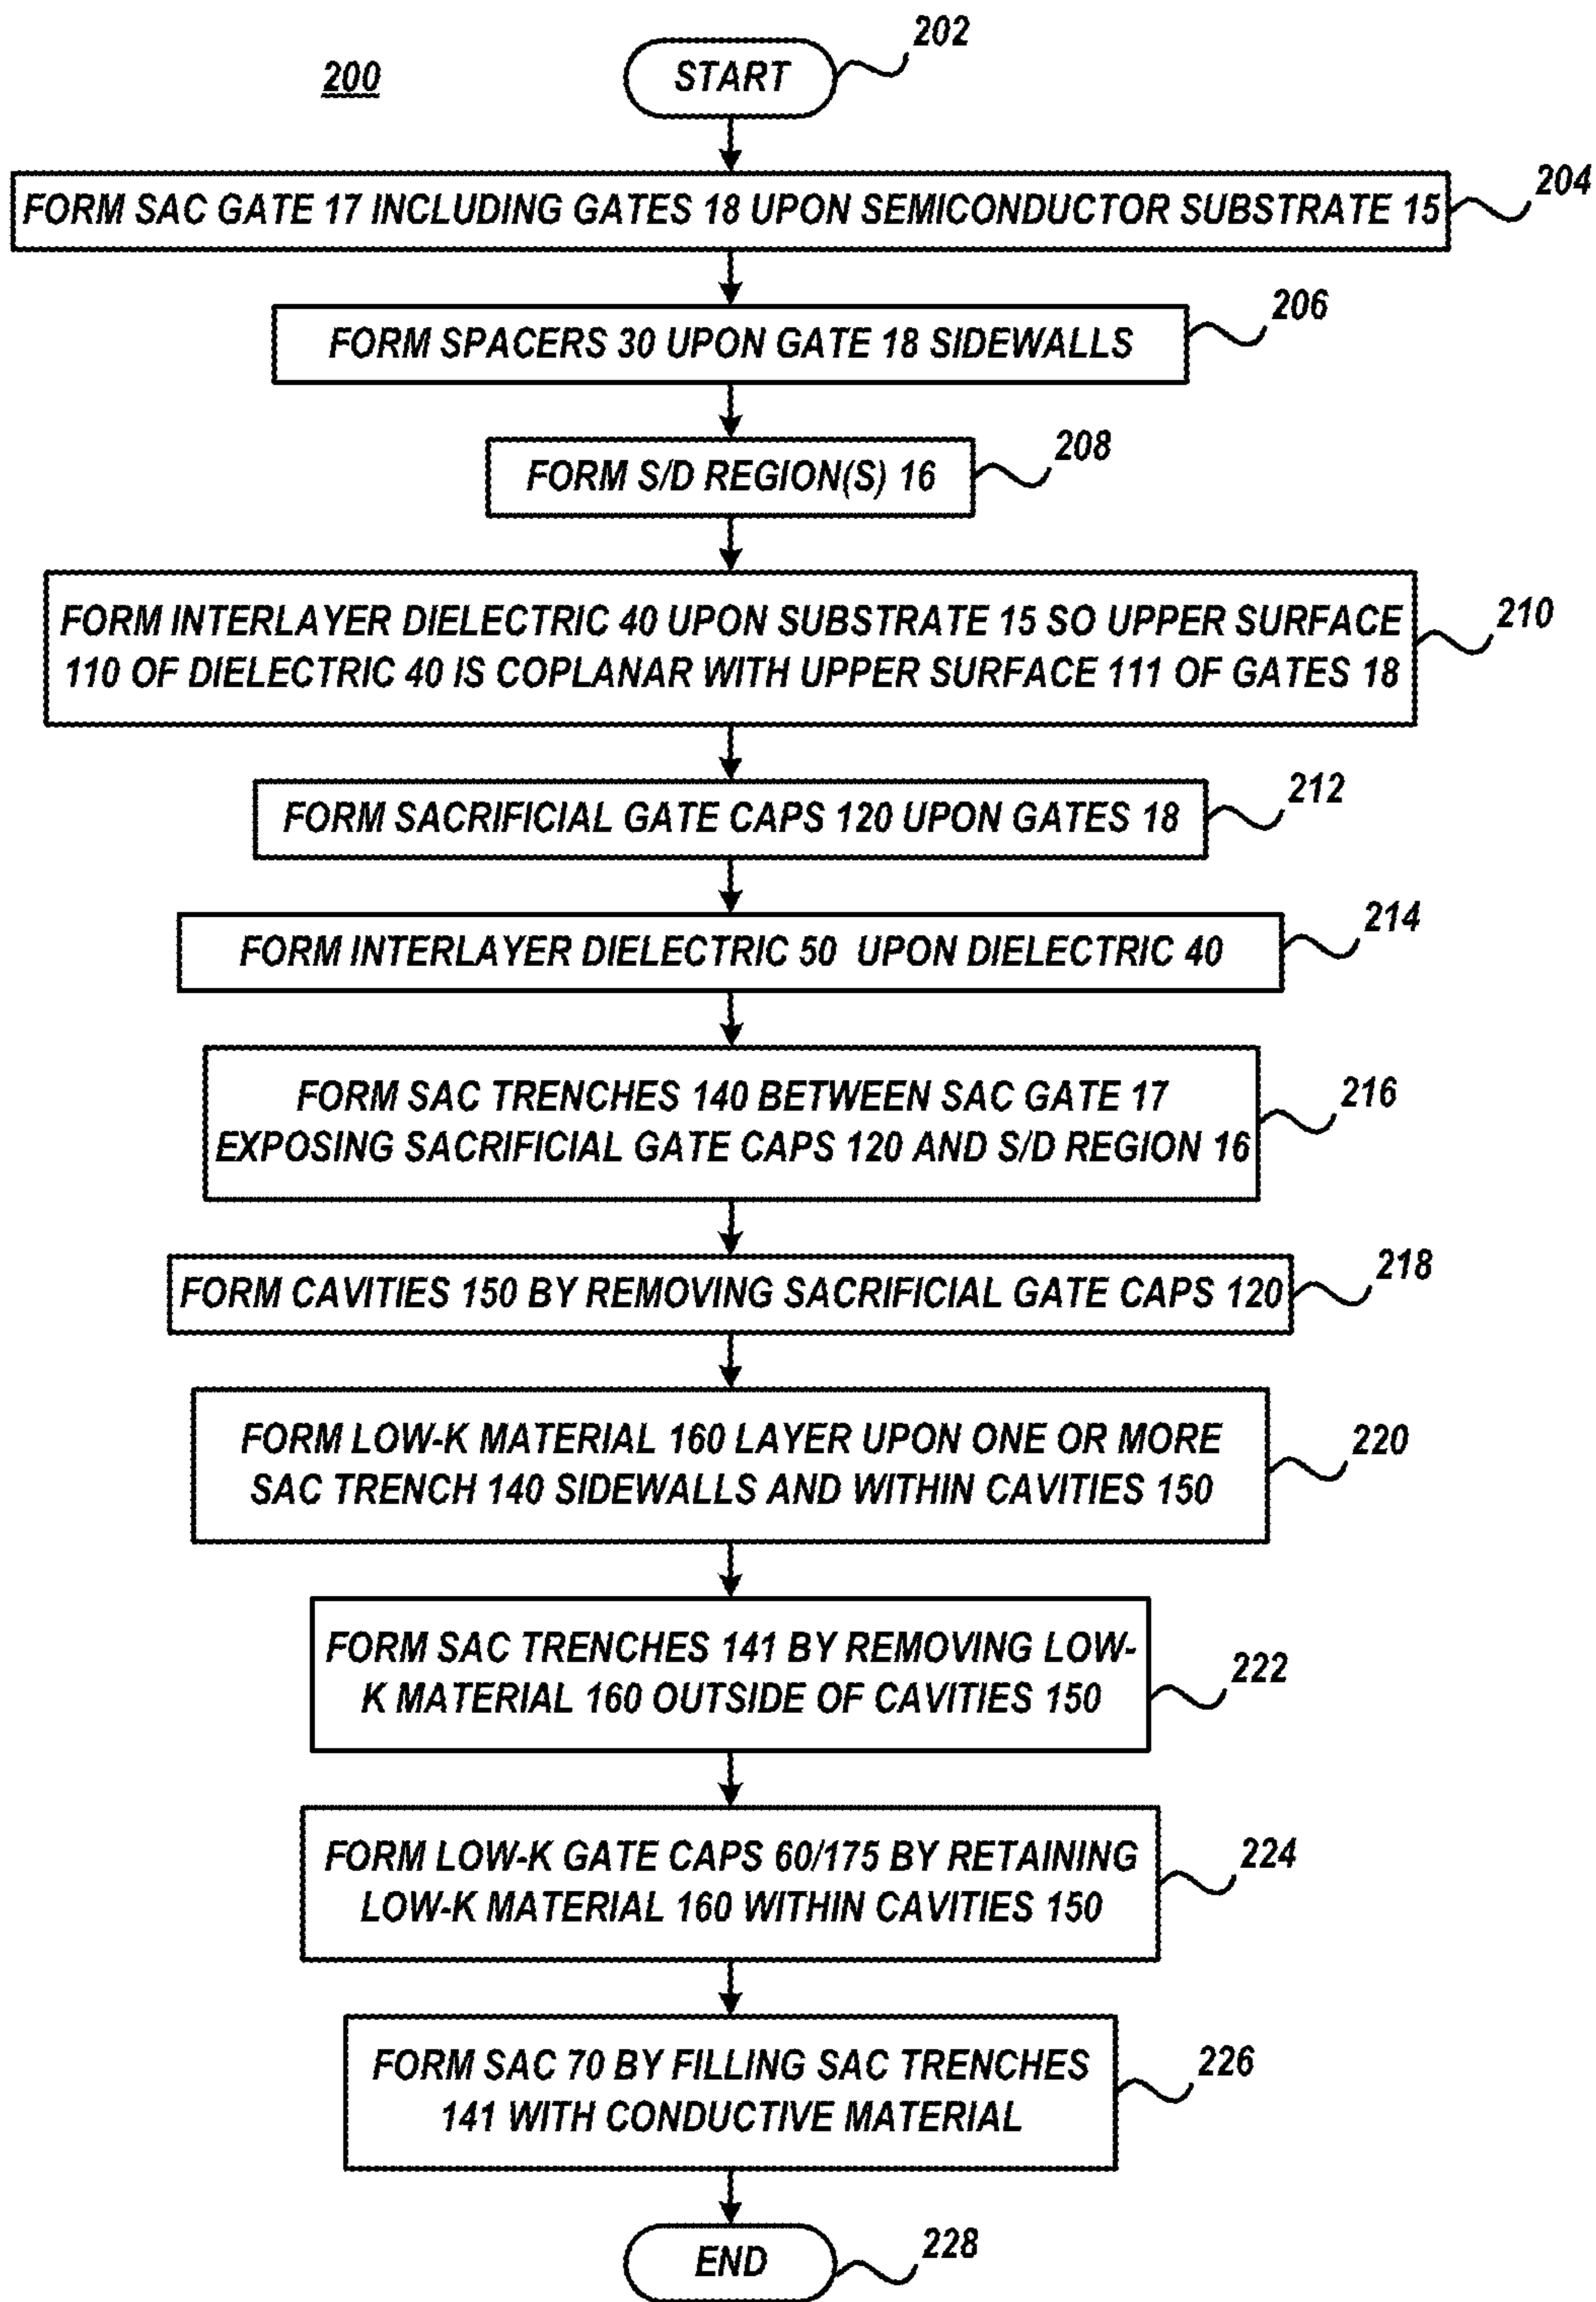 200
START
202
FORM SAC GATE 17 INCLUDING GATES 18 UPON SEMICONDUCTOR SUBSTRATE 15
204
FORM SPACERS 30 UPON GATE 18 SIDEWALLS
206
FORM S/D REGION(S) 16
208
FORM INTERLAYER DIELECTRIC 40 UPON SUBSTRATE 15 SO UPPER SURFACE
110 OF DIELECTRIC 40 IS COPLANAR WITH UPPER SURFACE 111 OF GATES 18
210
FORM SACRIFICIAL GATE CAPS 120 UPON GATES 18
212
FORM INTERLAYER DIELECTRIC 50 UPON DIELECTRIC 40
214
FORM SAC TRENCHES 140 BETWEEN SAC GATE 17
EXPOSING SACRIFICIAL GATE CAPS 120 AND S/D REGION 16
216
FORM CAVITIES 150 BY REMOVING SACRIFICIAL GATE CAPS 120
218
FORM LOW-K MATERIAL 160 LAYER UPON ONE OR MORE
SAC TRENCH 140 SIDEWALLS AND WITHIN CAVITIES 150
220
FORM SAC TRENCHES 141 BY REMOVING LOW-
K MATERIAL 160 OUTSIDE OF CAVITIES 150
222
FORM LOW-K GATE CAPS 60/175 BY RETAINING
LOW-K MATERIAL 160 WITHIN CAVITIES 150
224
FORM SAC 70 BY FILLING SAC TRENCHES
141 WITH CONDUCTIVE MATERIAL
226
END
228